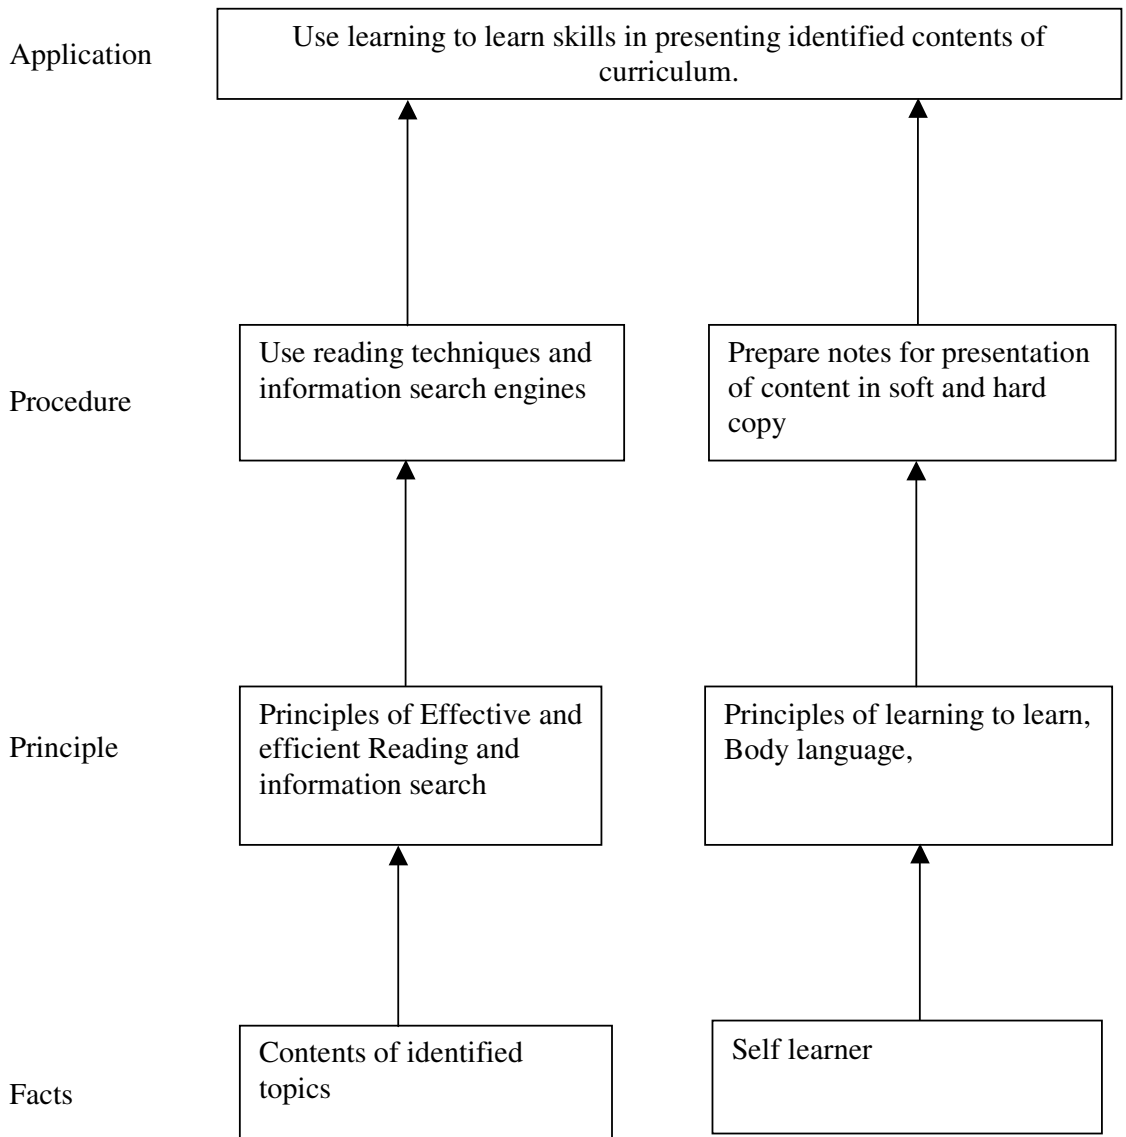 Application
Use learning to learn skills in presenting identified contents of
curriculum.
Procedure
Use reading techniques and
information search engines
Prepare notes for presentation
of content in soft and hard
copy
Principle
Principles of Effective and
efficient Reading and
information search
Principles of learning to learn,
Body language,
Facts
Contents of identified
topics
Self learner